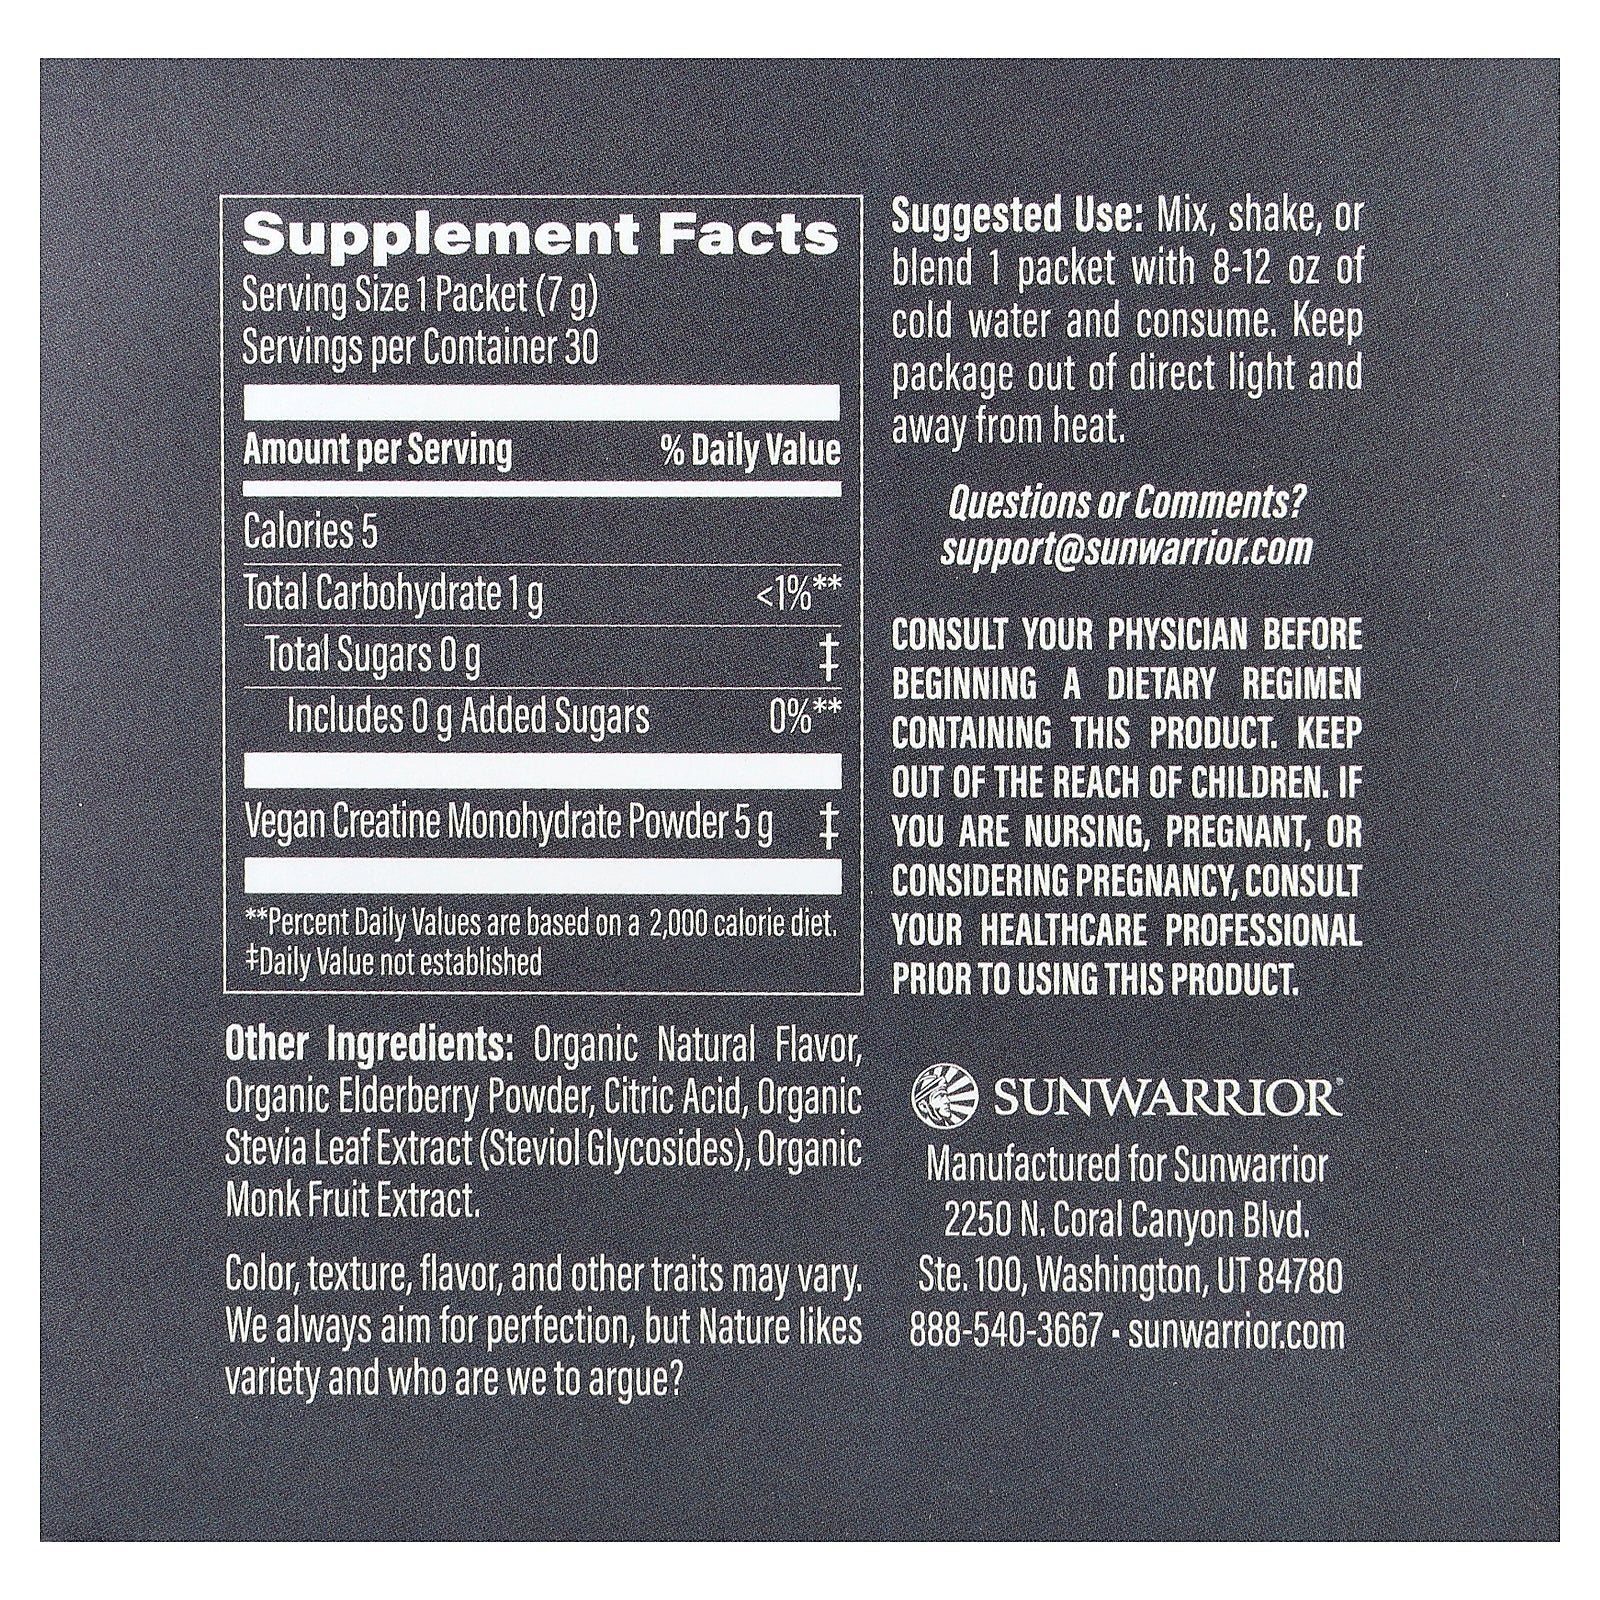 Supplement Facts
Serving Size 1 Packet (7 g)
Servings per Container 30
Amount per Serving % Daily Value
Calories 5
Total Carbohydrate 1 g <1%**
Total Sugars 0 g ‡
Includes 0 g Added Sugars 0%**
Vegan Creatine Monohydrate Powder 5 g ‡
**Percent Daily Values are based on a 2,000 calorie diet.
‡Daily Value not established
Other Ingredients: Organic Natural Flavor,
Organic Elderberry Powder, Citric Acid, Organic
Stevia Leaf Extract (Steviol Glycosides), Organic
Monk Fruit Extract.
Color, texture, flavor, and other traits may vary.
We always aim for perfection, but Nature likes
variety and who are we to argue?
Suggested Use: Mix, shake, or
blend 1 packet with 8-12 oz of
cold water and consume. Keep
package out of direct light and
away from heat.
Questions or Comments?
support@sunwarrior.com
CONSULT YOUR PHYSICIAN BEFORE
BEGINNING A DIETARY REGIMEN
CONTAINING THIS PRODUCT. KEEP
OUT OF THE REACH OF CHILDREN. IF
YOU ARE NURSING, PREGNANT, OR
CONSIDERING PREGNANCY, CONSULT
YOUR HEALTHCARE PROFESSIONAL
PRIOR TO USING THIS PRODUCT.
SUNWARRIOR®
Manufactured for Sunwarrior
2250 N. Coral Canyon Blvd.
Ste. 100, Washington, UT 84780
888-540-3667 ▪ sunwarrior.com